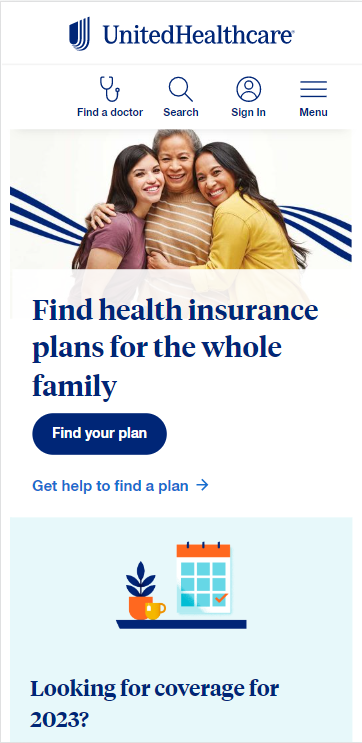 UnitedHealthcare®
Find a doctor
Search
Sign In
Menu
Find health insurance
plans for the whole
family
Find your plan
Get help to find a plan →
Looking for coverage for
2023?